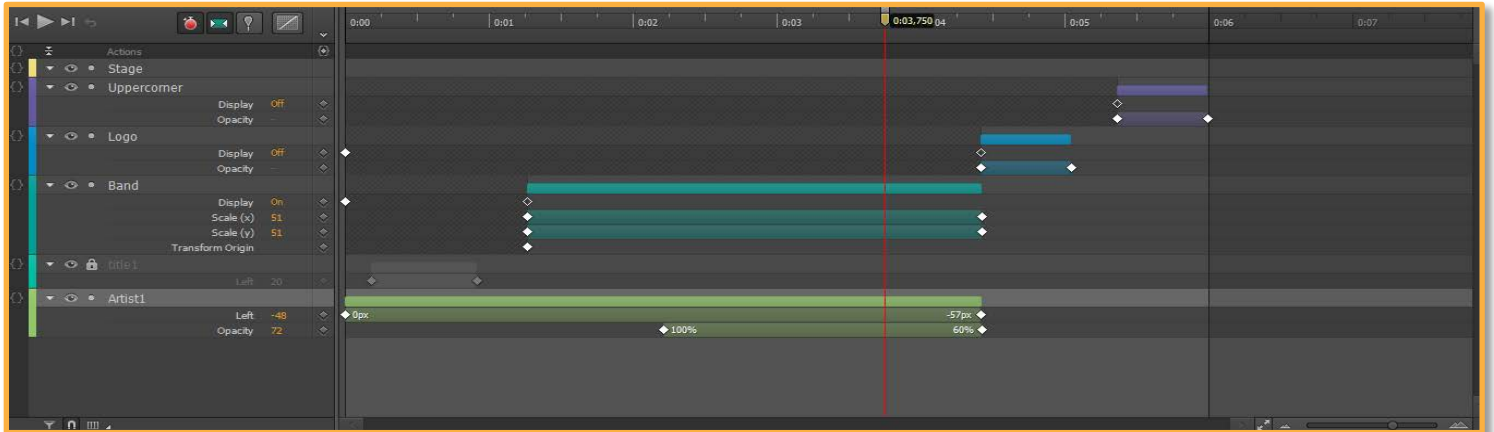 0:00 0:01 0:02 0:03 0:03,750 04 0:05 0:06 0:07
Actions
Stage
Uppercorner
Display Off
Opacity -
Logo
Display Off
Opacity -
Band
Display On
Scale (x) 51
Scale (y) 51
Transform Origin
title1
Left 20
Artist1
Left -48 0px -57px
Opacity 72 100% 60%